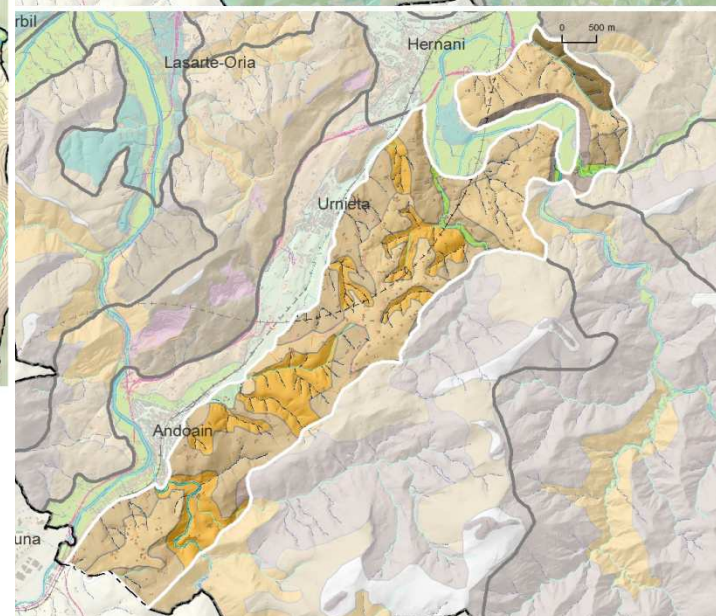 rbil
Hernani
0 500 m
Lasarte-Oria
Urnieta
Andoain
una